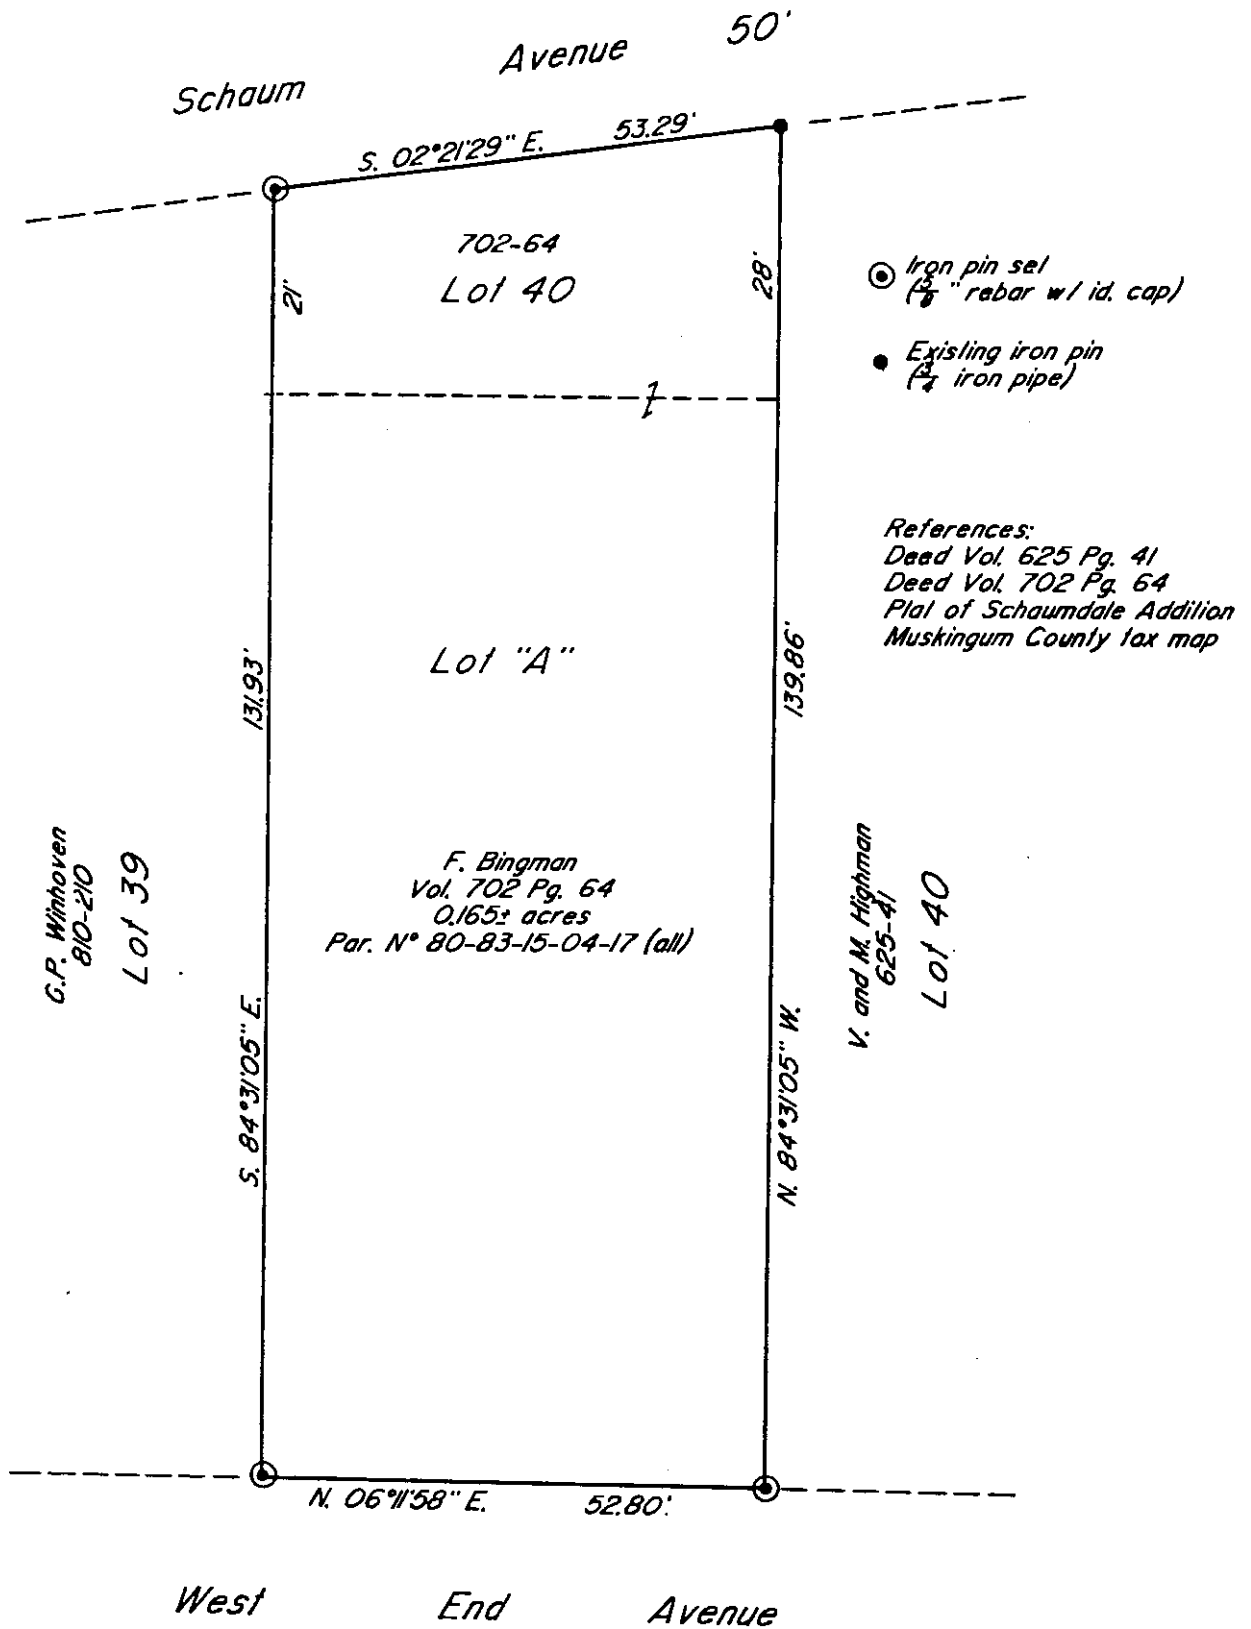 Schaum Avenue 50'
S. 02°21'29" E. 53.29'
702-64
Lot 40
21'
28'
Iron pin set
(5/8" rebar w/ id. cap)
Existing iron pin
(3/4 iron pipe)
References:
Deed Vol. 625 Pg. 41
Deed Vol. 702 Pg. 64
Plat of Schaumdale Addition
Muskingum County tax map
Lot "A"
131.93'
139.86'
F. Bingman
Vol. 702 Pg. 64
0.165± acres
Par. N° 80-83-15-04-17 (all)
G.P. Winhoven
810-210
Lot 39
V. and M. Highman
625-41
Lot 40
S. 84°31'05" E.
N. 84°31'05" W.
N. 06°11'58" E. 52.80'
West End Avenue